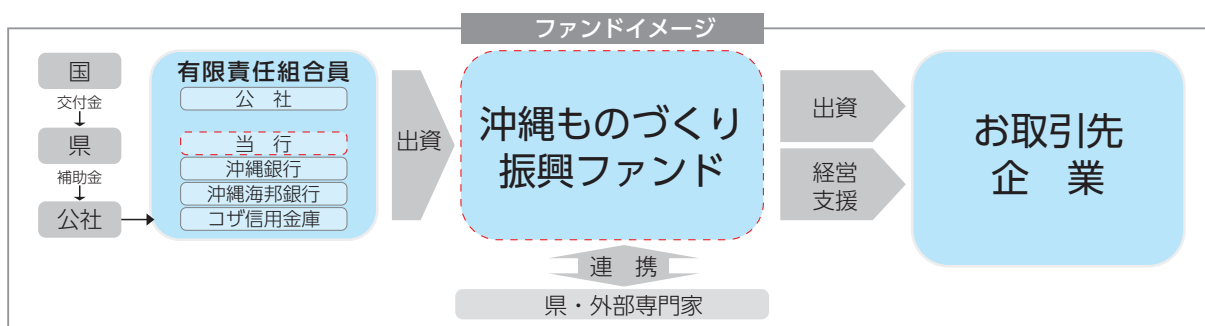 ファンドイメージ
国
交付金
県
補助金
公社
有限責任組合員
公　社
当　行
沖縄銀行
沖縄海邦銀行
コザ信用金庫
出資
沖縄ものづくり
振興ファンド
連　携
県・外部専門家
出資
経営
支援
お取引先
企　業